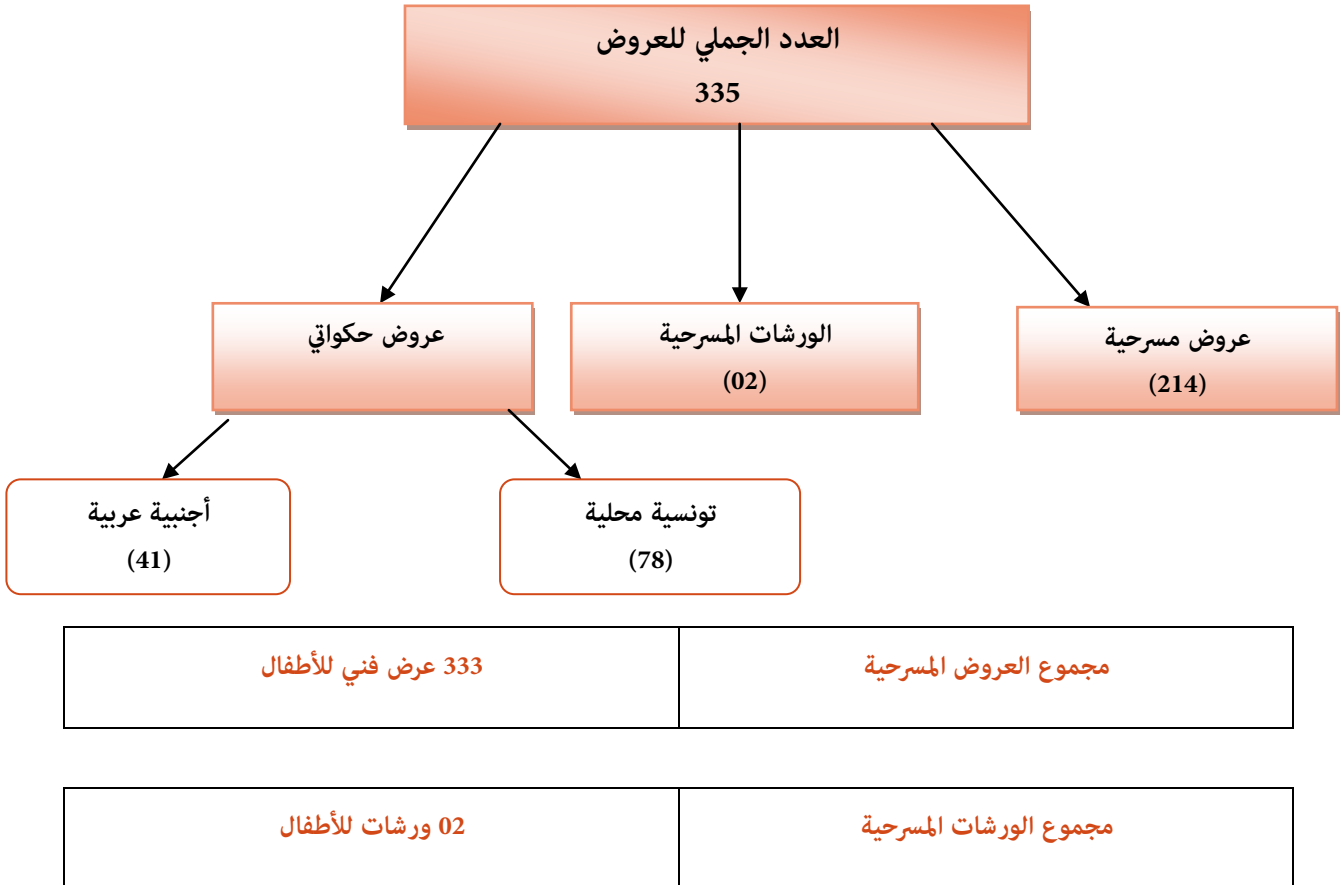 العدد الجملي للعروض
335
عروض مسرحية
(214)
الورشات المسرحية
(02)
عروض حكواتي
تونسية محلية
(78)
أجنبية عربية
(41)
مجموع العروض المسرحية
333 عرض فني للأطفال
مجموع الورشات المسرحية
02 ورشات للأطفال